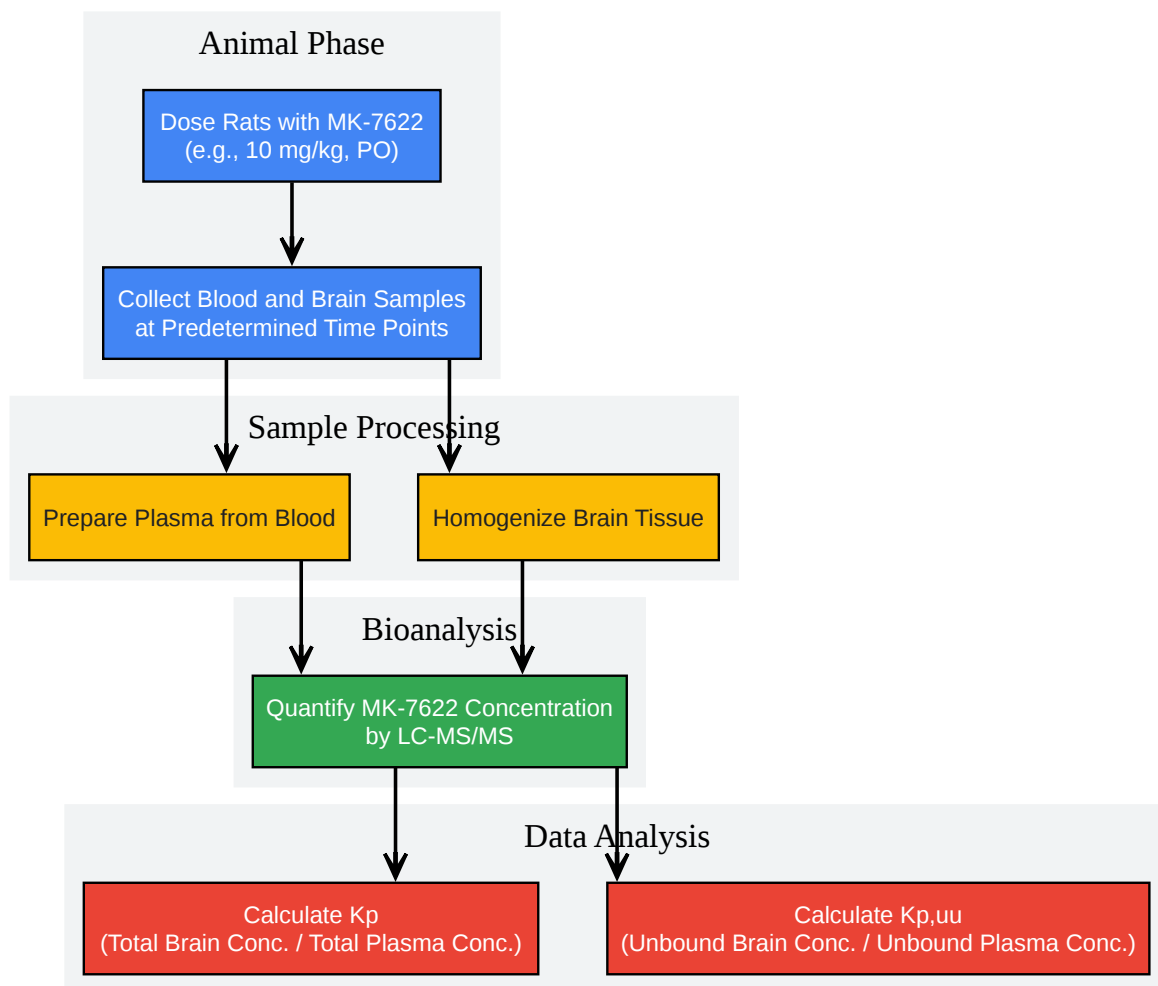 Animal Phase
Dose Rats with MK-7622
(e.g., 10 mg/kg, PO)
Collect Blood and Brain Samples
at Predetermined Time Points
Sample Processing
Prepare Plasma from Blood
Homogenize Brain Tissue
Bioanalysis
Quantify MK-7622 Concentration
by LC-MS/MS
Data Analysis
Calculate Kp
(Total Brain Conc. / Total Plasma Conc.)
Calculate Kp,uu
(Unbound Brain Conc. / Unbound Plasma Conc.)